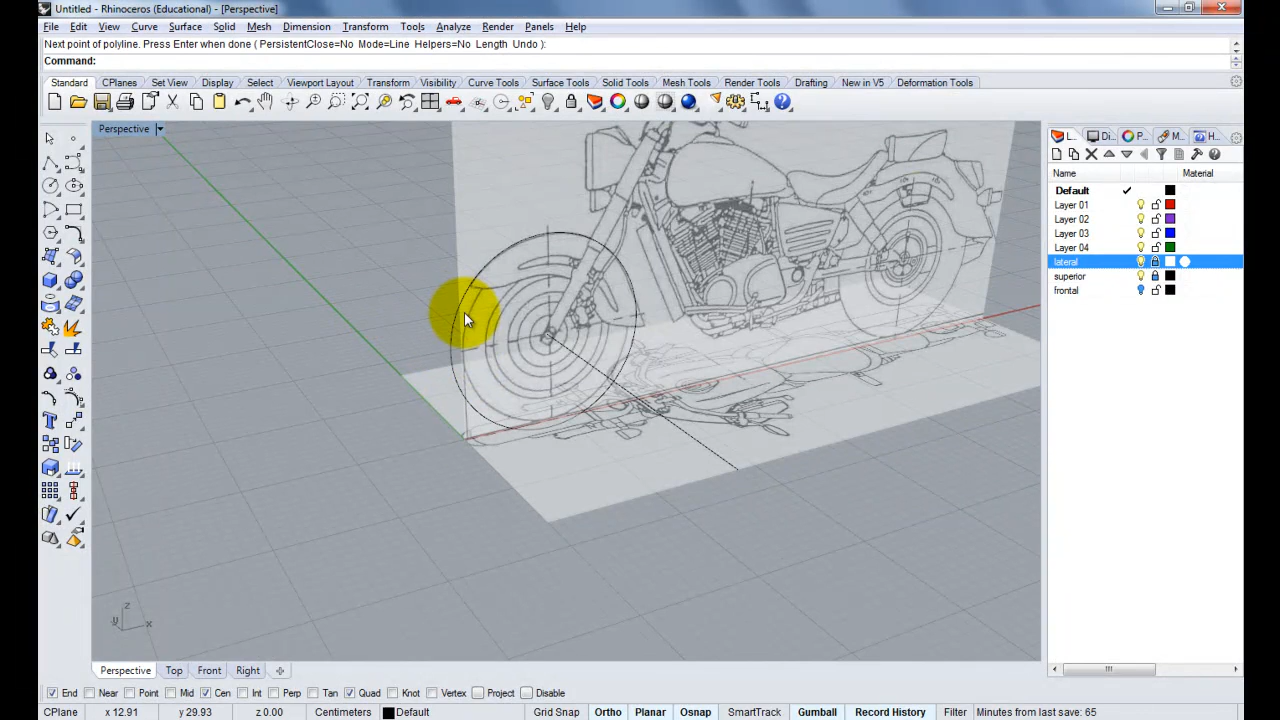 Untitled - Rhinoceros (Educational) - [Perspective]
File Edit View Curve Surface Solid Mesh Dimension Transform Tools Analyze Render Panels Help
Next point of polyline. Press Enter when done ( PersistentClose=No Mode=Line Helpers=No Length Undo ):
Command:
Standard CPlanes Set View Display Select Viewport Layout Transform Visibility Curve Tools Surface Tools Solid Tools Mesh Tools Render Tools Drafting New in V5 Deformation Tools
Perspective
L... Di... P... M... H...
Name Material
Default
Layer 01
Layer 02
Layer 03
Layer 04
lateral
superior
frontal
z
y x
Perspective Top Front Right
End Near Point Mid Cen Int Perp Tan Quad Knot Vertex Project Disable
CPlane x 12.91 y 29.93 z 0.00 Centimeters Default Grid Snap Ortho Planar Osnap SmartTrack Gumball Record History Filter Minutes from last save: 65